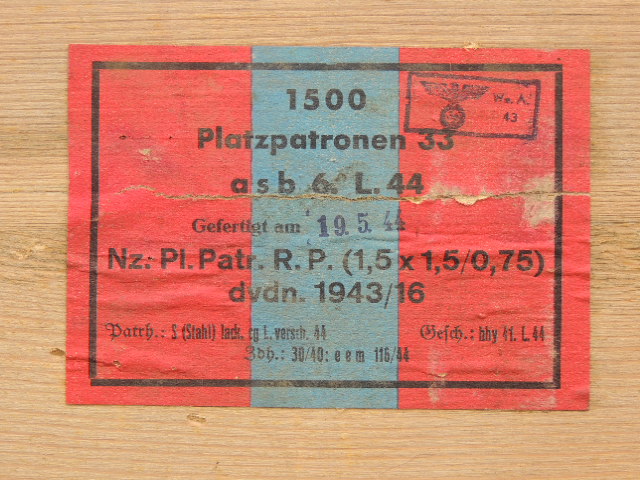 1500
Wa. A.
43
Platzpatronen 33
asb 6. L. 44
Gefertigt am 19. 5. 44
Nz. Pl. Patr. R. P. (1,5 x 1,5/0,75)
dvdn. 1943/16
Patrh.: S (Stahl) lack. cg L. versch. 44
Gesch.: hhy 41. L. 44
Zdh.: 30/40: eem 116/44